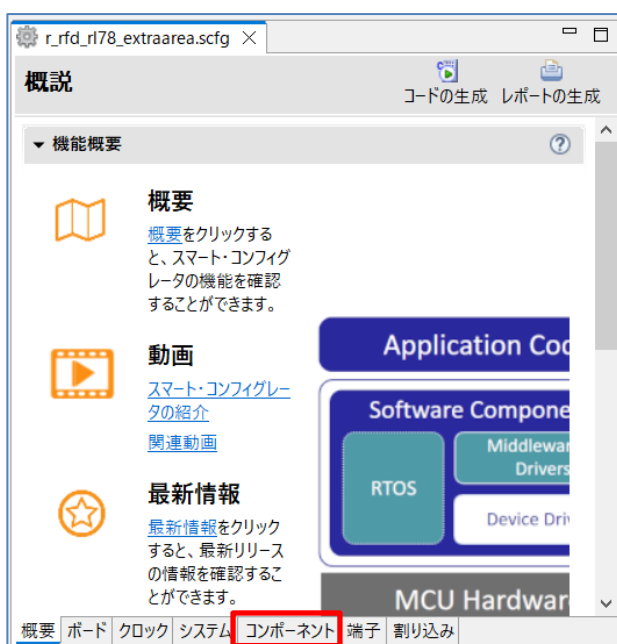 r_rfd_rl78_extraarea.scfg
概説
コードの生成 レポートの生成
機能概要
概要
概要をクリックする
と、スマート・コンフィグ
レータの機能を確認
することができます。
動画
スマート・コンフィグレー
タの紹介
関連動画
最新情報
最新情報をクリック
すると、最新リリース
の情報を確認するこ
とができます。
Application Cod
Software Compone
Middlewar
Drivers
RTOS
Device Driv
MCU Hardwar
概要 ボード クロック システム コンポーネント 端子 割り込み